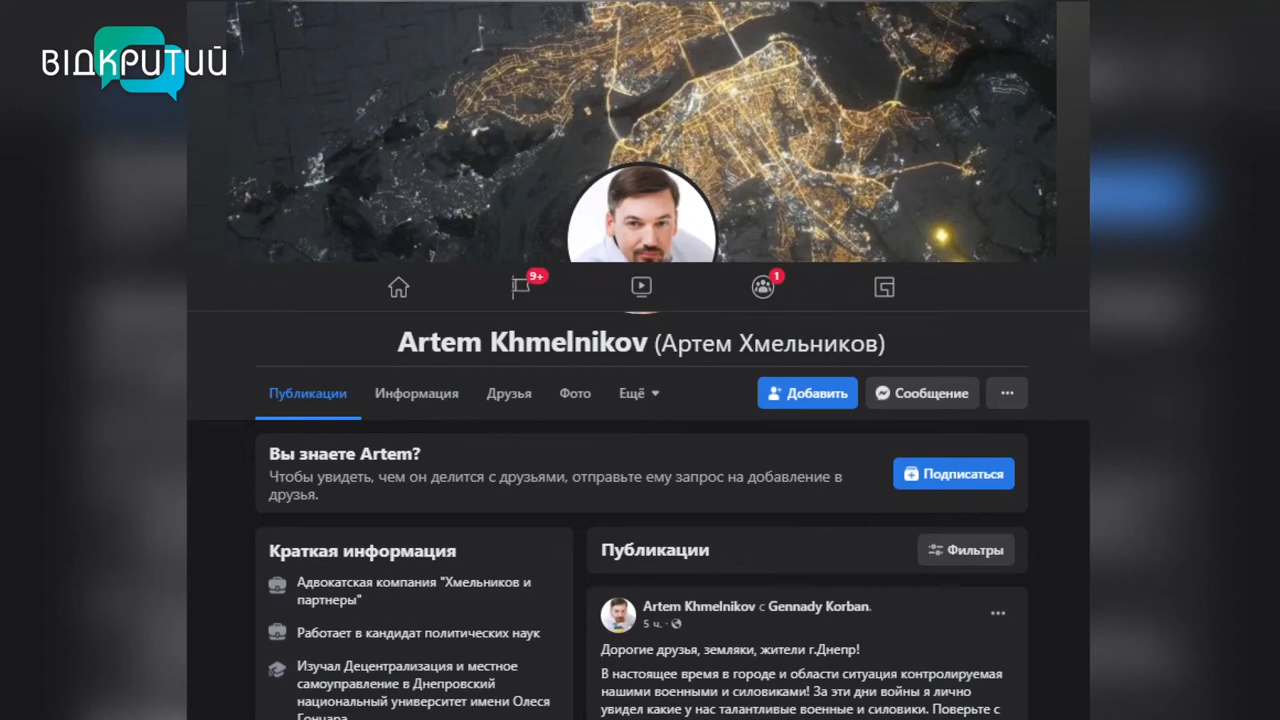 ВІДКРИТИЙ
9+
1
Artem Khmelnikov (Артем Хмельников)
Публикации
Информация
Друзья
Фото
Ещё
Добавить
Сообщение
Вы знаете Artem?
Чтобы увидеть, чем он делится с друзьями, отправьте ему запрос на добавление в
друзья.
Подписаться
Краткая информация
Адвокатская компания "Хмельников и
партнеры"
Работает в кандидат политических наук
Изучал Децентрализация и местное
самоуправление в Днепровский
национальный университет имени Олеся
Гончара
Публикации
Фильтры
Artem Khmelnikov с Gennady Korban.
5 ч. ·
Дорогие друзья, земляки, жители г.Днепр!
В настоящее время в городе и области ситуация контролируемая
нашими военными и силовиками! За эти дни войны я лично
увидел какие у нас талантливые военные и силовики. Поверьте с